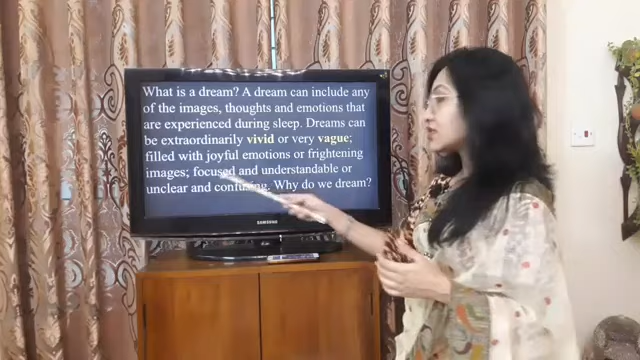 What is a dream? A dream can include any
of the images, thoughts and emotions that
are experienced during sleep. Dreams can
be extraordinarily vivid or very vague;
filled with joyful emotions or frightening
images; focused and understandable or
unclear and confusing. Why do we dream?
SAMSUNG